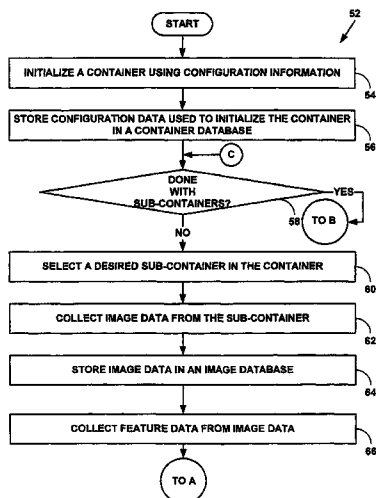 START
52
INITIALIZE A CONTAINER USING CONFIGURATION INFORMATION
54
STORE CONFIGURATION DATA USED TO INITIALIZE THE CONTAINER
IN A CONTAINER DATABASE
56
C
DONE
WITH
SUB-CONTAINERS?
YES
58
TO B
NO
SELECT A DESIRED SUB-CONTAINER IN THE CONTAINER
60
COLLECT IMAGE DATA FROM THE SUB-CONTAINER
62
STORE IMAGE DATA IN AN IMAGE DATABASE
64
COLLECT FEATURE DATA FROM IMAGE DATA
66
TO A